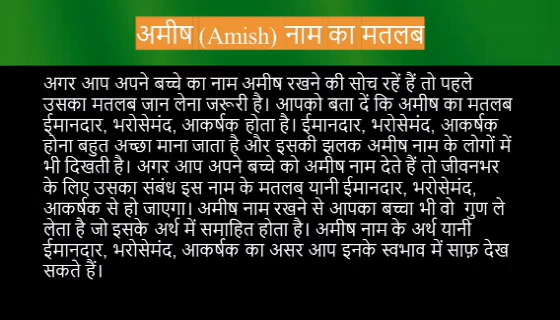 अमीष (Amish) नाम का मतलब
अगर आप अपने बच्चे का नाम अमीष रखने की सोच रहें हैं तो पहले
उसका मतलब जान लेना जरूरी है। आपको बता दें कि अमीष का मतलब
ईमानदार, भरोसेमंद, आकर्षक होता है। ईमानदार, भरोसेमंद, आकर्षक
होना बहुत अच्छा माना जाता है और इसकी झलक अमीष नाम के लोगों में
भी दिखती है। अगर आप अपने बच्चे को अमीष नाम देते हैं तो जीवनभर
के लिए उसका संबंध इस नाम के मतलब यानी ईमानदार, भरोसेमंद,
आकर्षक से हो जाएगा। अमीष नाम रखने से आपका बच्चा भी वो गुण ले
लेता है जो इसके अर्थ में समाहित होता है। अमीष नाम के अर्थ यानी
ईमानदार, भरोसेमंद, आकर्षक का असर आप इनके स्वभाव में साफ़ देख
सकते हैं।